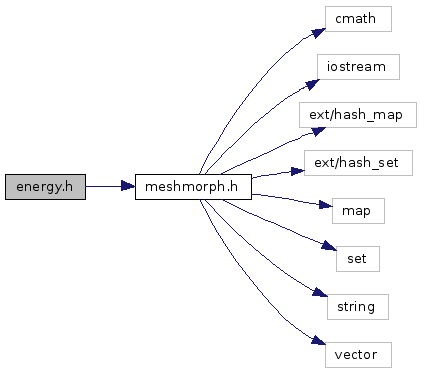 cmath
iostream
ext/hash_map
ext/hash_set
energy.h
meshmorph.h
map
set
string
vector